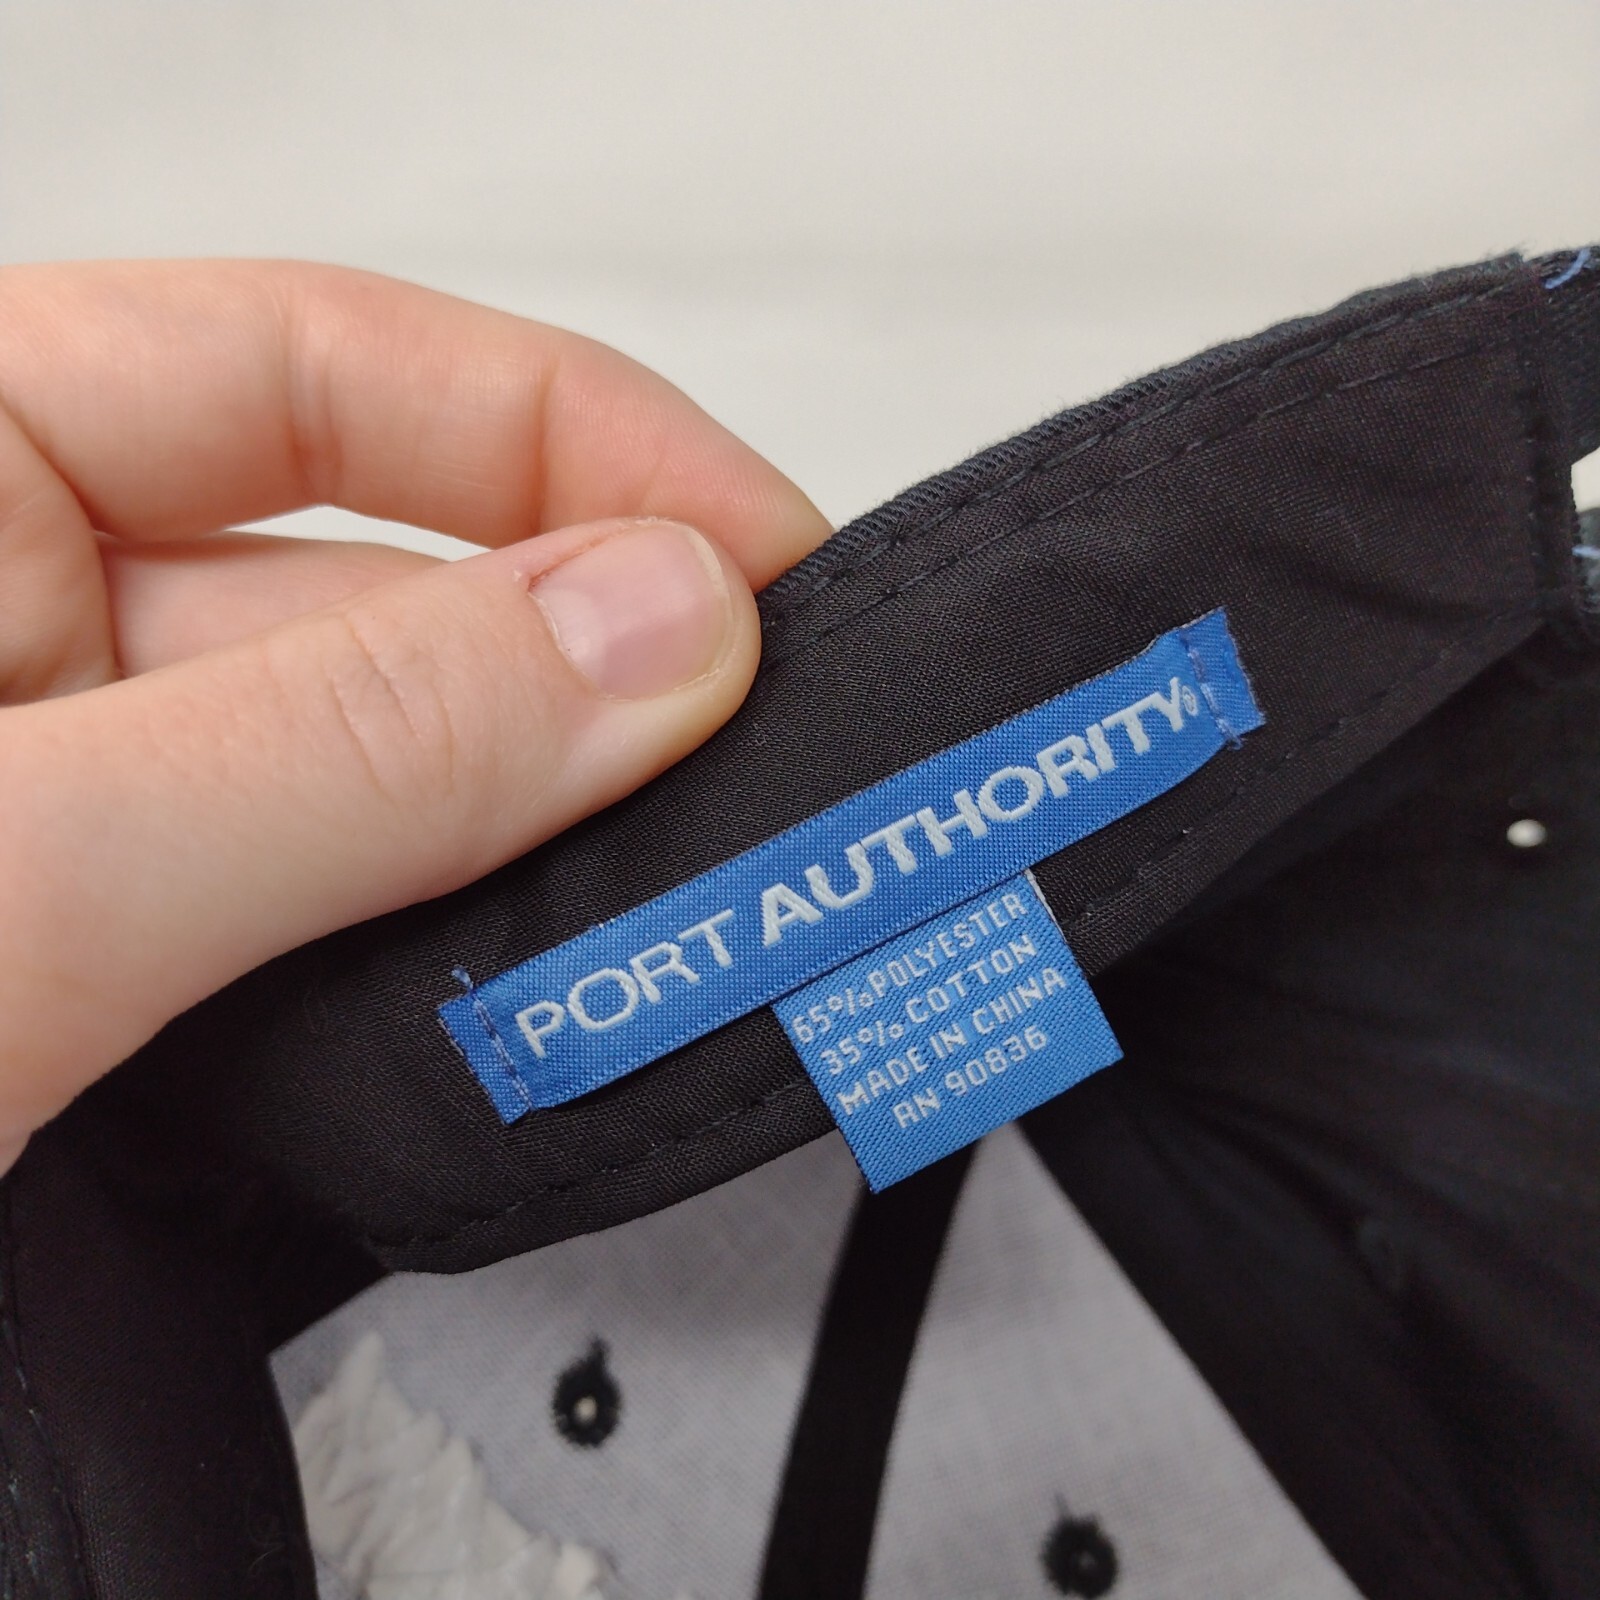 PORT AUTHORITY®
65% POLYESTER
35% COTTON
MADE IN CHINA
RN 90836